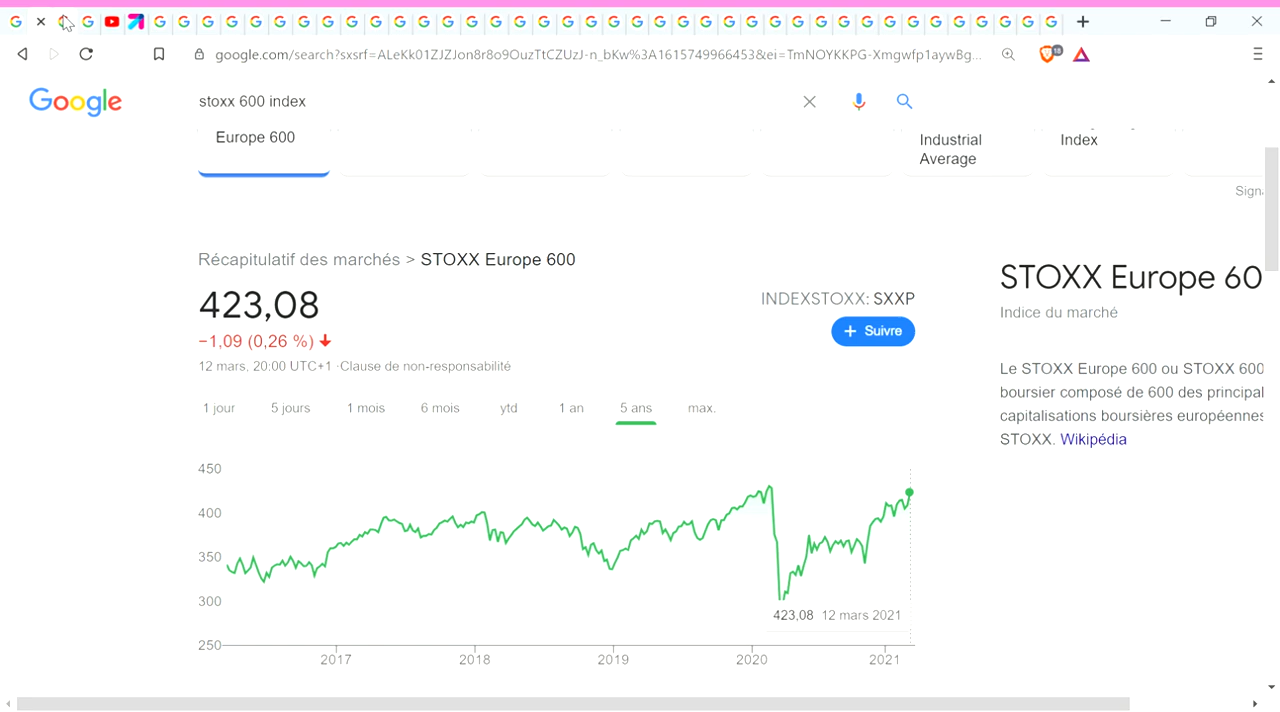 google.com/search?sxsrf=ALeKk01ZJZJon8r8o9OuzTtCZUzJ-n_bKw%3A1615749966453&ei=TmNOYKKPG-Xmgwfp1aywBg...
18
Google
stoxx 600 index
Europe 600
Industrial
Average
Index
Signa
Récapitulatif des marchés > STOXX Europe 600
423,08
INDEXSTOXX: SXXP
−1,09 (0,26 %)
+ Suivre
12 mars, 20:00 UTC+1 ·Clause de non-responsabilité
1 jour 5 jours 1 mois 6 mois ytd 1 an 5 ans max.
450
400
350
300
250
423,08 12 mars 2021
2017 2018 2019 2020 2021
STOXX Europe 60
Indice du marché
Le STOXX Europe 600 ou STOXX 600
boursier composé de 600 des principal
capitalisations boursières européennes
STOXX. Wikipédia